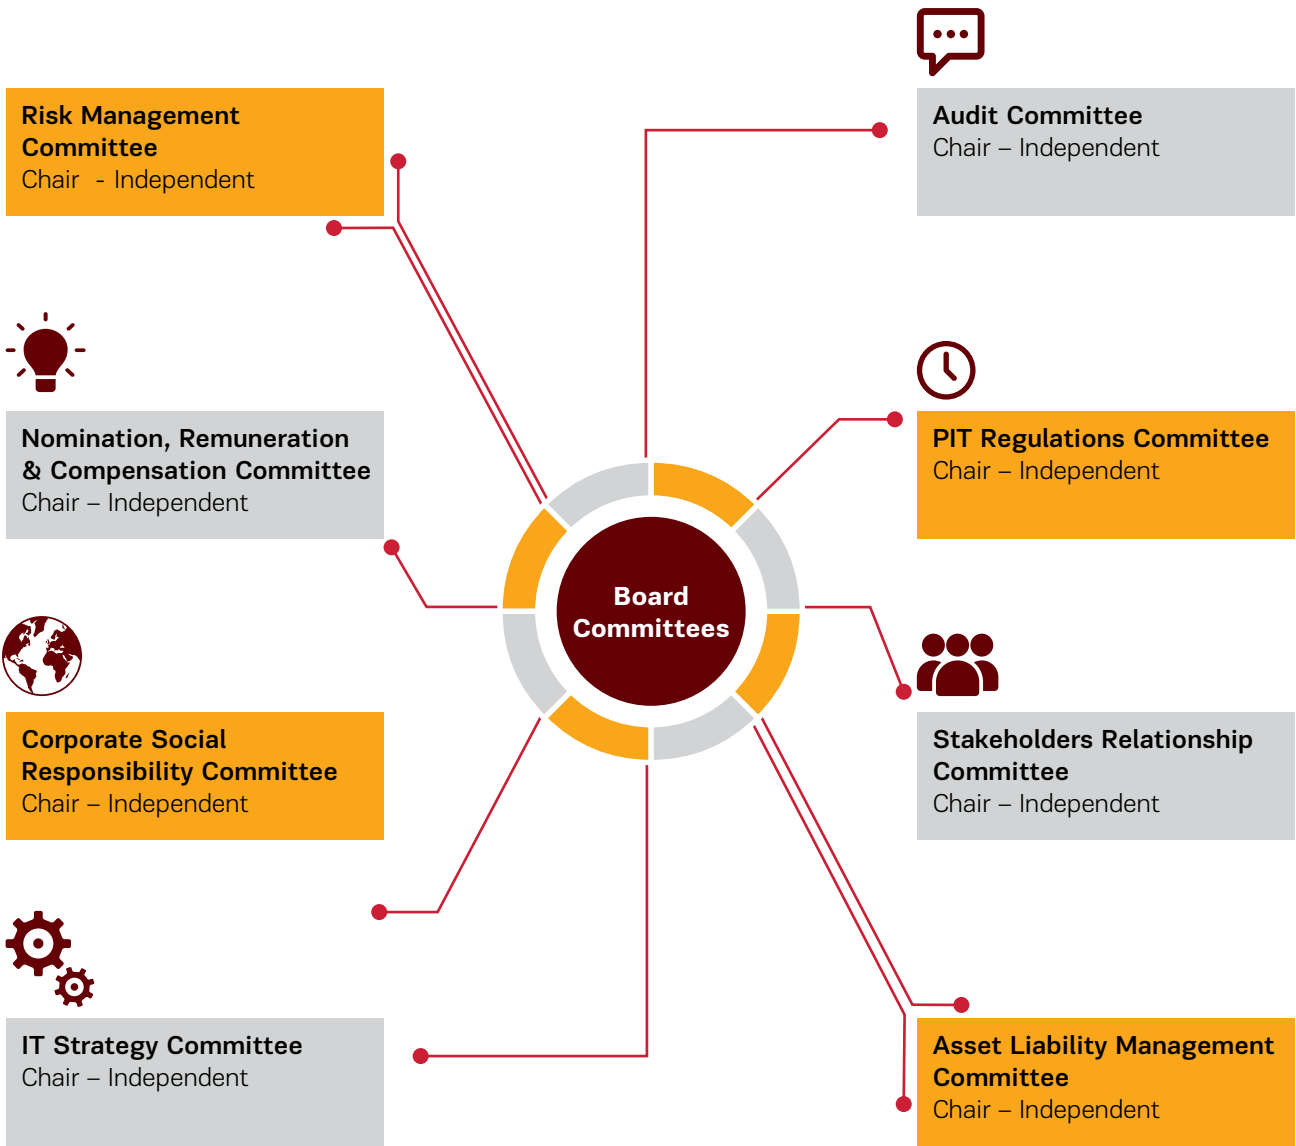 Risk Management
Committee
Chair  - Independent
Nomination, Remuneration
& Compensation Committee
Chair – Independent
Corporate Social
Responsibility Committee
Chair – Independent
IT Strategy Committee
Chair – Independent
Board
Committees
Audit Committee
Chair – Independent
PIT Regulations Committee
Chair – Independent
Stakeholders Relationship
Committee
Chair – Independent
Asset Liability Management
Committee
Chair – Independent